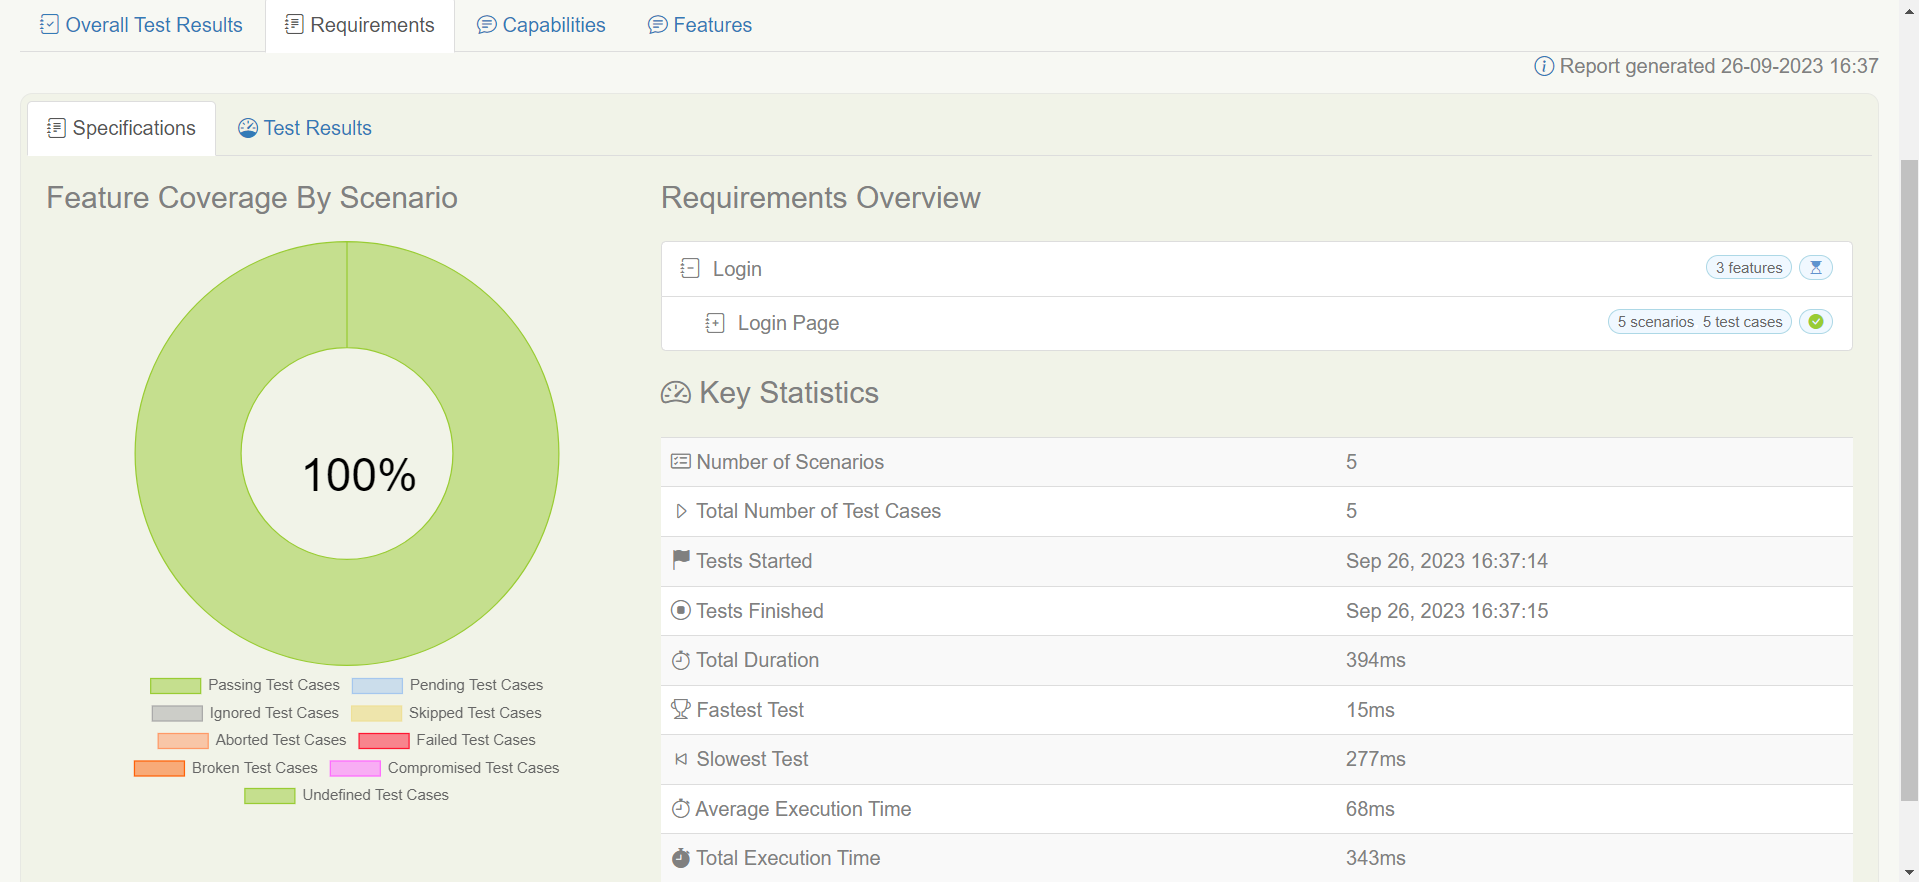 Overall Test Results Requirements Capabilities Features
Report generated 26-09-2023 16:37
Specifications Test Results
Feature Coverage By Scenario
100%
Passing Test Cases Pending Test Cases
Ignored Test Cases Skipped Test Cases
Aborted Test Cases Failed Test Cases
Broken Test Cases Compromised Test Cases
Undefined Test Cases
Requirements Overview
Login 3 features
Login Page 5 scenarios 5 test cases
Key Statistics
Number of Scenarios 5
Total Number of Test Cases 5
Tests Started Sep 26, 2023 16:37:14
Tests Finished Sep 26, 2023 16:37:15
Total Duration 394ms
Fastest Test 15ms
Slowest Test 277ms
Average Execution Time 68ms
Total Execution Time 343ms